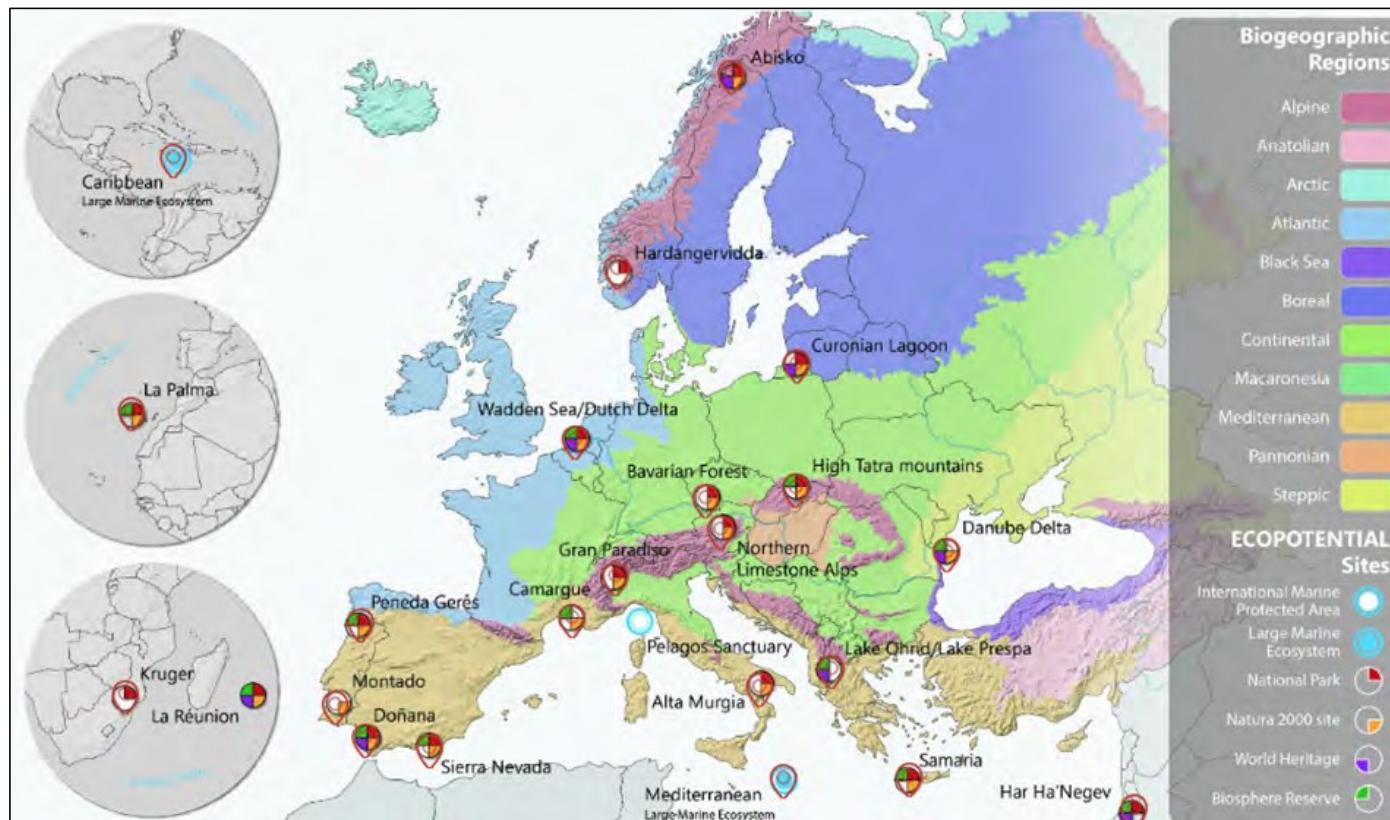 Caribbean
Large Marine Ecosystem
La Palma
Kruger
La Réunion
Abisko
Hardangervidda
Curonian Lagoon
Wadden Sea/Dutch Delta
Bavarian Forest
High Tatra mountains
Danube Delta
Gran Paradiso
Northern
Limestone Alps
Camargue
Peneda Gerês
Pelagos Sanctuary
Lake Ohrid/Lake Prespa
Montado
Alta Murgia
Doñana
Sierra Nevada
Samaria
Mediterranean
Large-Marine Ecosystem
Har Ha'Negev
Biogeographic
Regions
Alpine
Anatolian
Arctic
Atlantic
Black Sea
Boreal
Continental
Macaronesia
Mediterranean
Pannonian
Steppic
ECOPOTENTIAL
Sites
International Marine
Protected Area
Large Marine
Ecosystem
National Park
Natura 2000 site
World Heritage
Biosphere Reserve